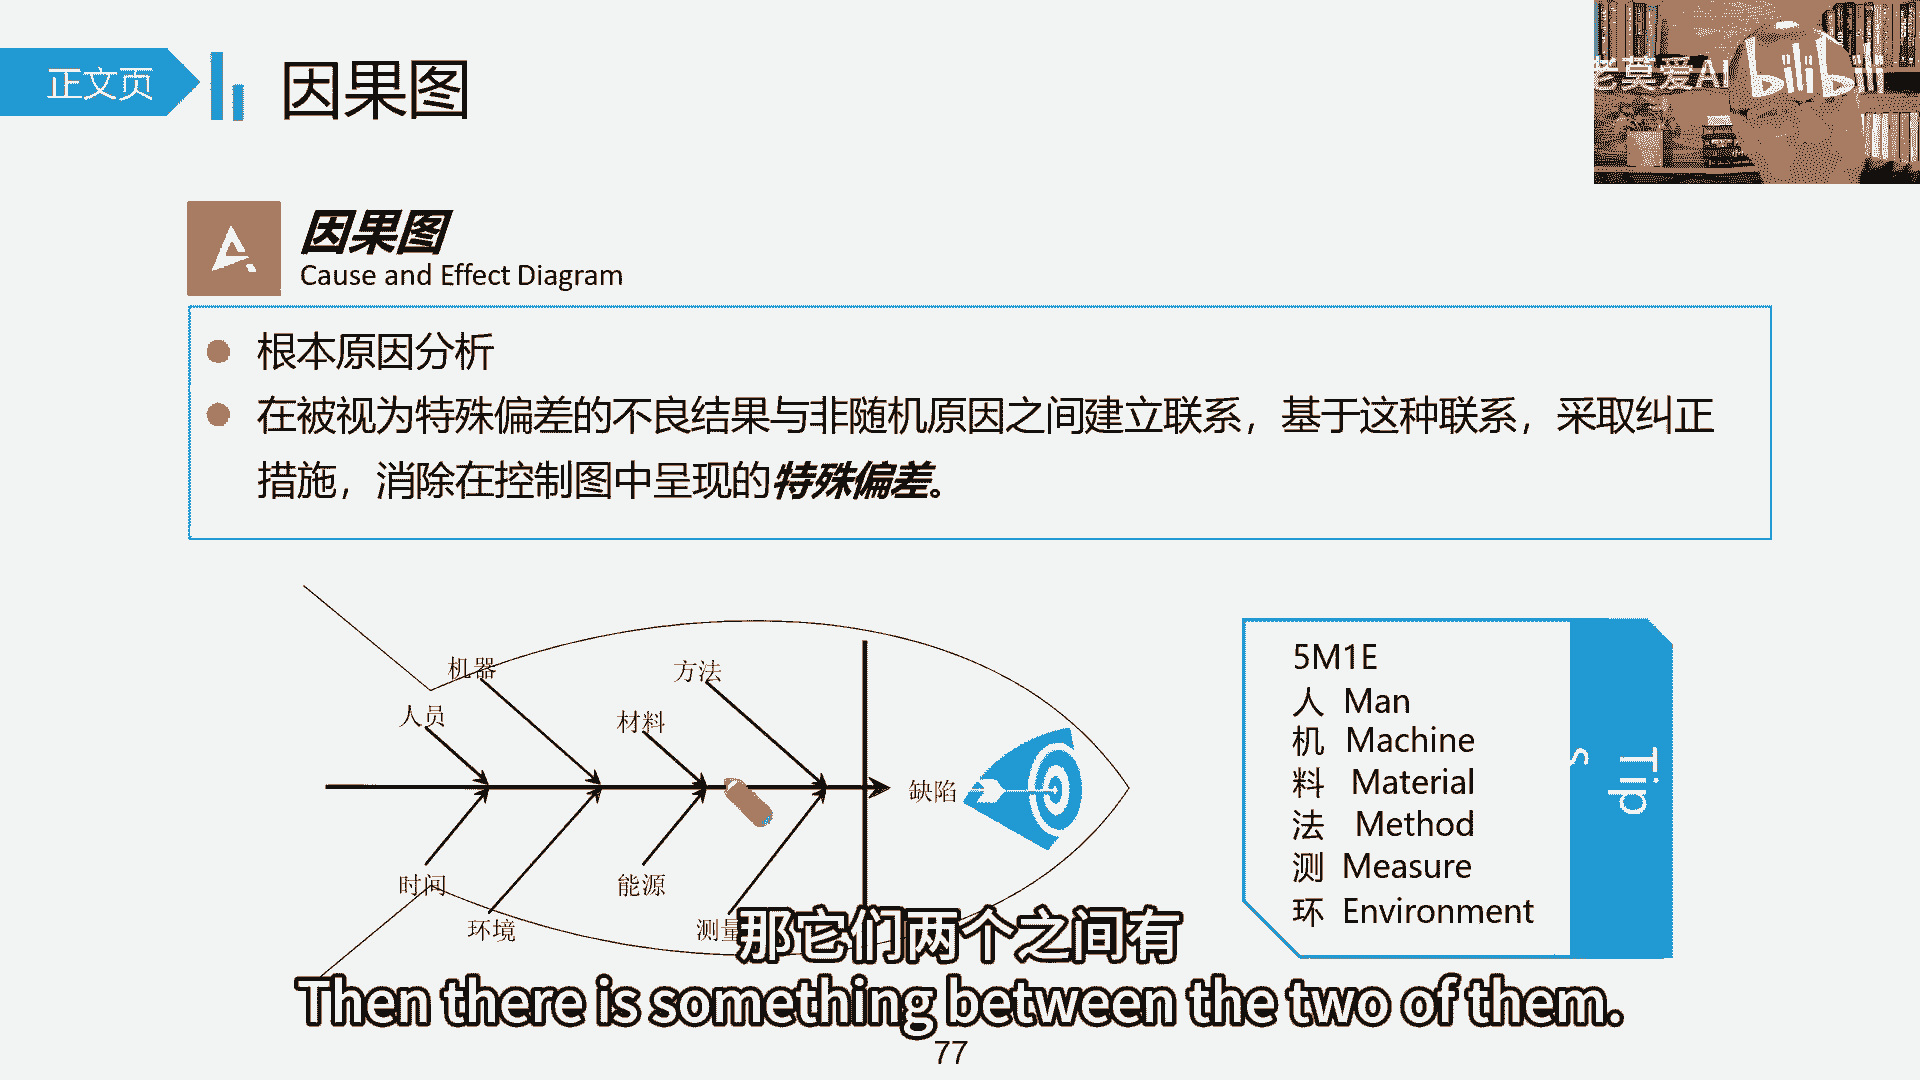 正文页
因果图
老莫爱AI
bilibili
因果图
Cause and Effect Diagram
根本原因分析
在被视为特殊偏差的不良结果与非随机原因之间建立联系，基于这种联系，采取纠正
措施，消除在控制图中呈现的特殊偏差。
机器
方法
人员
材料
缺陷
时间
能源
环境
测量
5M1E
人 Man
机 Machine
料 Material
法 Method
测 Measure
环 Environment
Tips
那它们两个之间有
Then there is something between the two of them.
77